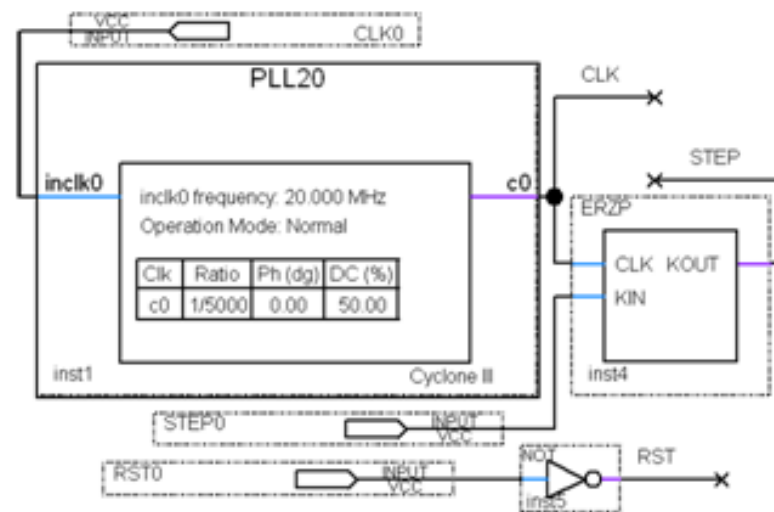 VCC
INPUT
CLK0
PLL20
CLK
STEP
inclk0
c0
inclk0 frequency: 20.000 MHz
Operation Mode: Normal
Clk Ratio Ph (dg) DC (%)
c0 1/5000 0.00 50.00
inst1
Cyclone III
ERZP
CLK KOUT
KIN
inst4
STEP0
INPUT
VCC
RST0
INPUT
VCC
NOT
inst5
RST